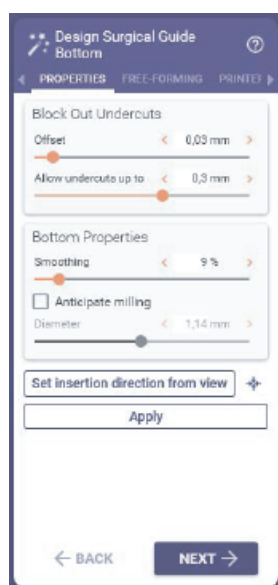 Design Surgical Guide
Bottom
PROPERTIES FREE-FORMING PRINTER
Block Out Undercuts
Offset 0,03 mm
Allow undercuts up to 0,3 mm
Bottom Properties
Smoothing 9 %
Anticipate milling
Diameter 1,14 mm
Set insertion direction from view
Apply
← BACK NEXT →